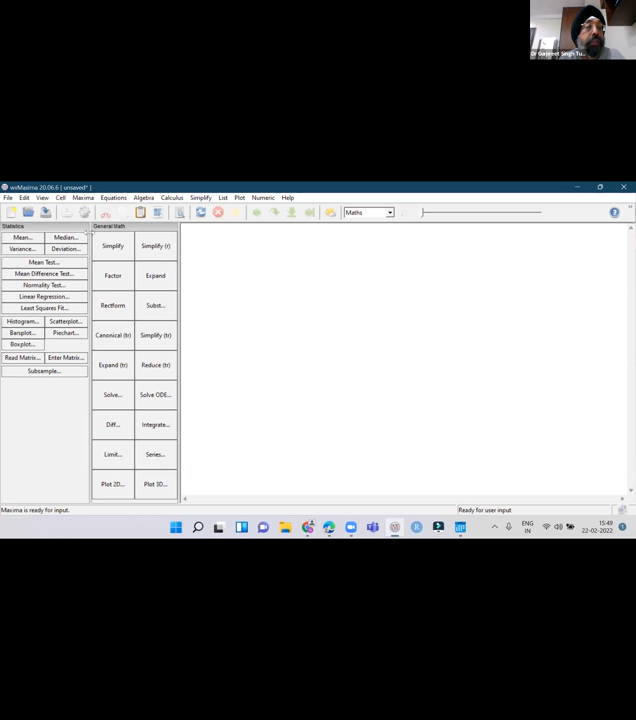 Dr Gurpreet Singh Tu...
wxMaxima 20.06.6 [ unsaved* ]
File Edit View Cell Maxima Equations Algebra Calculus Simplify List Plot Numeric Help
Maths
Statistics
Mean... Median...
Variance... Deviation...
Mean Test...
Mean Difference Test...
Normality Test...
Linear Regression...
Least Squares Fit...
Histogram... Scatterplot...
Barsplot... Piechart...
Boxplot...
Read Matrix... Enter Matrix...
Subsample...
General Math
Simplify Simplify (r)
Factor Expand
Rectform Subst...
Canonical (tr) Simplify (tr)
Expand (tr) Reduce (tr)
Solve... Solve ODE...
Diff... Integrate...
Limit... Series...
Plot 2D... Plot 3D...
Maxima is ready for input. Ready for user input
ENG 15:49
IN 22-02-2022